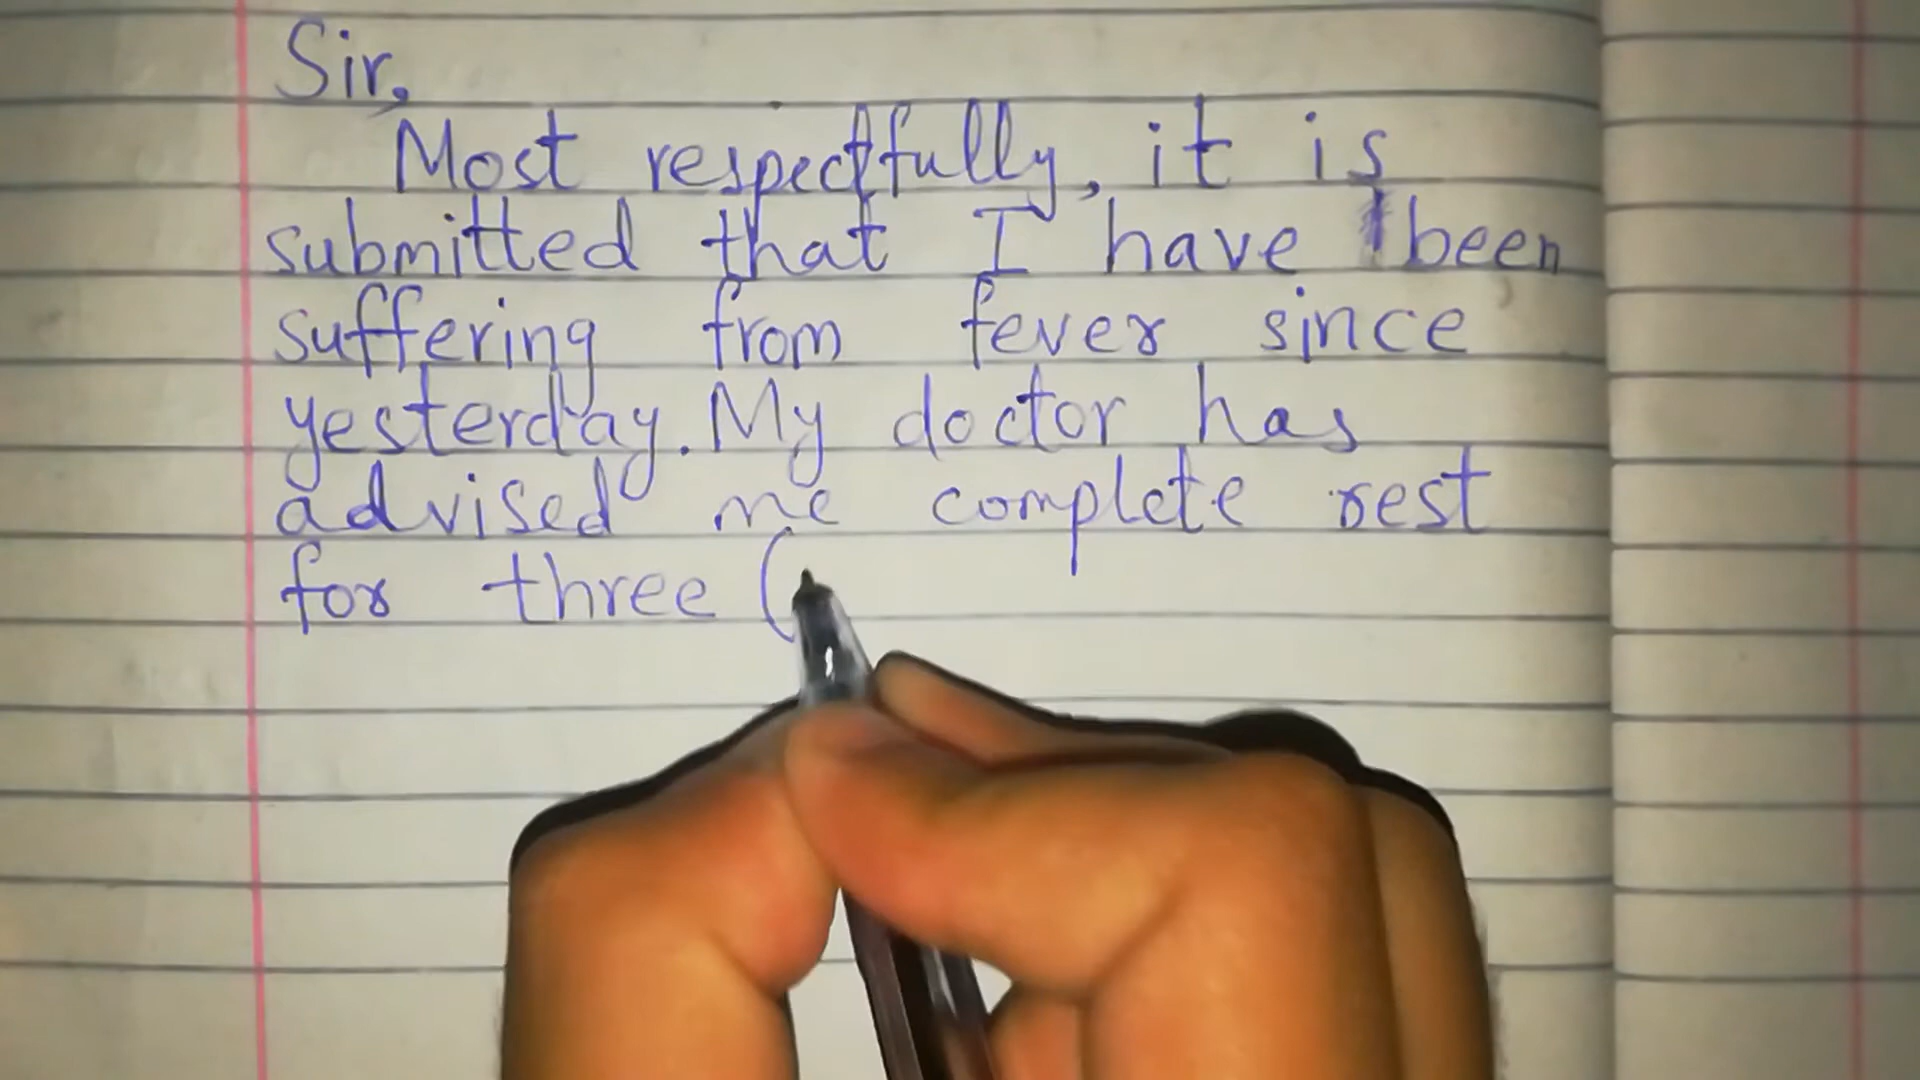 Sir,
Most respectfully, it is
submitted that I have been
suffering from fever since
yesterday. My doctor has
advised me complete rest
for three (